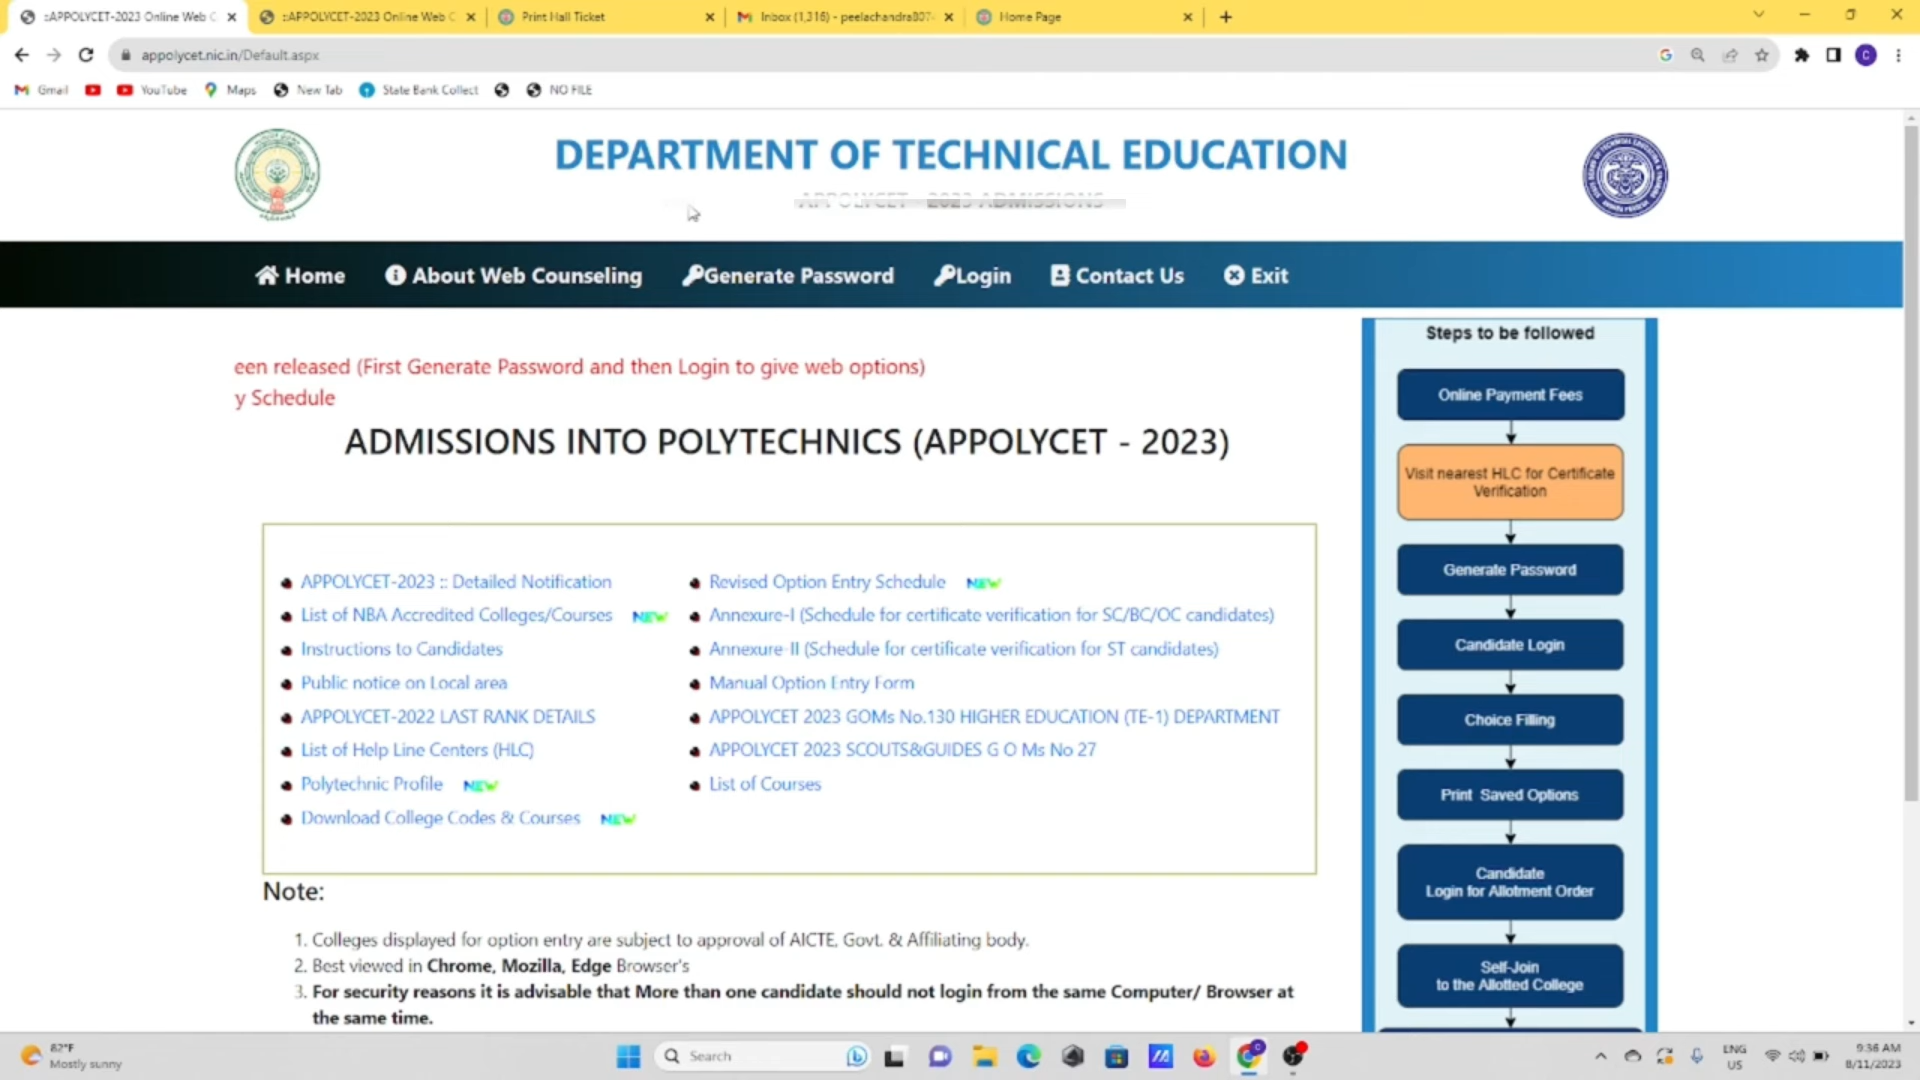 ::APPOLYCET-2023 Online Web C
::APPOLYCET-2023 Online Web C
Print Hall Ticket
Inbox (1,316) - peelachandra807
Home Page
appolycet.nic.in/Default.aspx
Gmail
YouTube
Maps
New Tab
State Bank Collect
NO FILE
DEPARTMENT OF TECHNICAL EDUCATION
APPOLYCET - 2023 ADMISSIONS
Home
About Web Counseling
Generate Password
Login
Contact Us
Exit
een released (First Generate Password and then Login to give web options)
y Schedule
ADMISSIONS INTO POLYTECHNICS (APPOLYCET - 2023)
APPOLYCET-2023 :: Detailed Notification
List of NBA Accredited Colleges/Courses NEW
Instructions to Candidates
Public notice on Local area
APPOLYCET-2022 LAST RANK DETAILS
List of Help Line Centers (HLC)
Polytechnic Profile NEW
Download College Codes & Courses NEW
Revised Option Entry Schedule NEW
Annexure-I (Schedule for certificate verification for SC/BC/OC candidates)
Annexure-II (Schedule for certificate verification for ST candidates)
Manual Option Entry Form
APPOLYCET 2023 GOMs No.130 HIGHER EDUCATION (TE-1) DEPARTMENT
APPOLYCET 2023 SCOUTS&GUIDES G O Ms No 27
List of Courses
Note:
1. Colleges displayed for option entry are subject to approval of AICTE, Govt. & Affiliating body.
2. Best viewed in Chrome, Mozilla, Edge Browser's
3. For security reasons it is advisable that More than one candidate should not login from the same Computer/ Browser at
the same time.
Steps to be followed
Online Payment Fees
Visit nearest HLC for Certificate
Verification
Generate Password
Candidate Login
Choice Filling
Print Saved Options
Candidate
Login for Allotment Order
Self-Join
to the Allotted College
82°F
Mostly sunny
Search
ENG
US
9:36 AM
8/11/2023